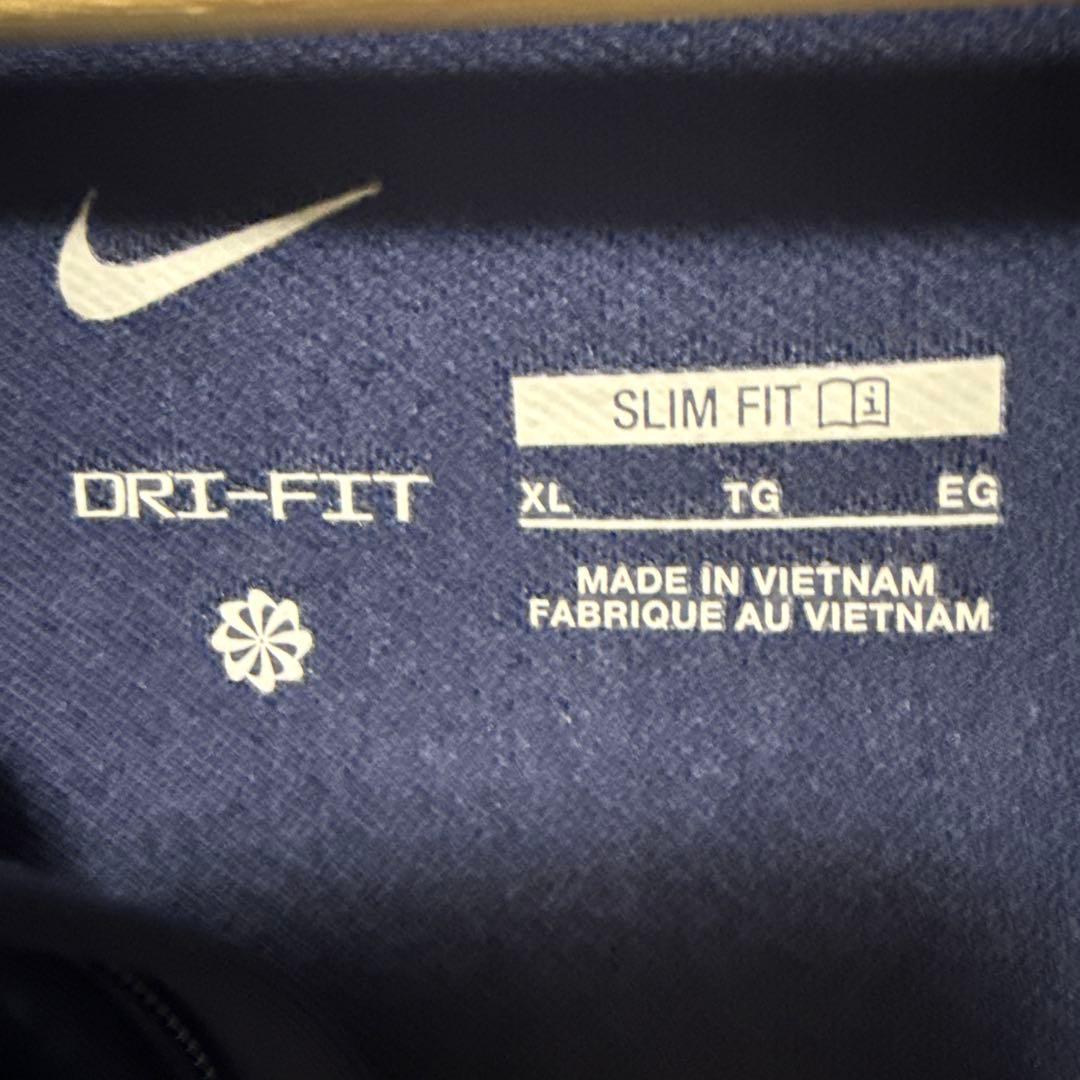 SLIM FIT
DRI-FIT
XL TG EG
MADE IN VIETNAM
FABRIQUE AU VIETNAM